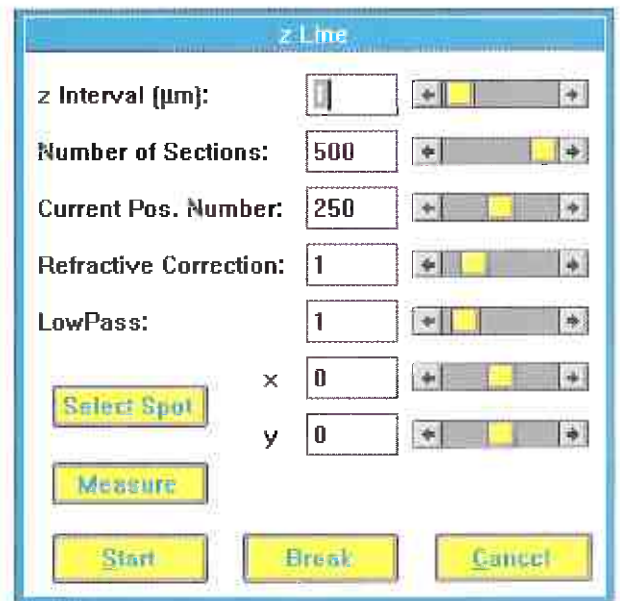 z Line
z Interval (µm):
Number of Sections: 500
Current Pos. Number: 250
Refractive Correction: 1
LowPass: 1
x 0
Select Spot
y 0
Measure
Start Break Cancel